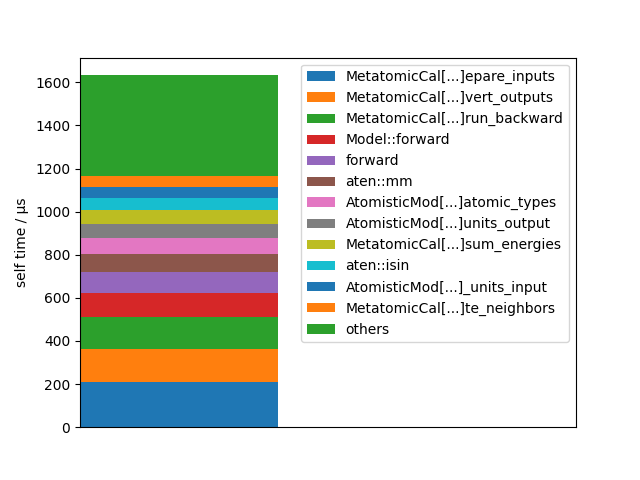 1600
1400
1200
1000
800
600
400
200
0
self time / µs
MetatomicCal[...]epare_inputs
MetatomicCal[...]vert_outputs
MetatomicCal[...]run_backward
Model::forward
forward
aten::mm
AtomisticMod[...]atomic_types
AtomisticMod[...]units_output
MetatomicCal[...]sum_energies
aten::isin
AtomisticMod[...]_units_input
MetatomicCal[...]te_neighbors
others